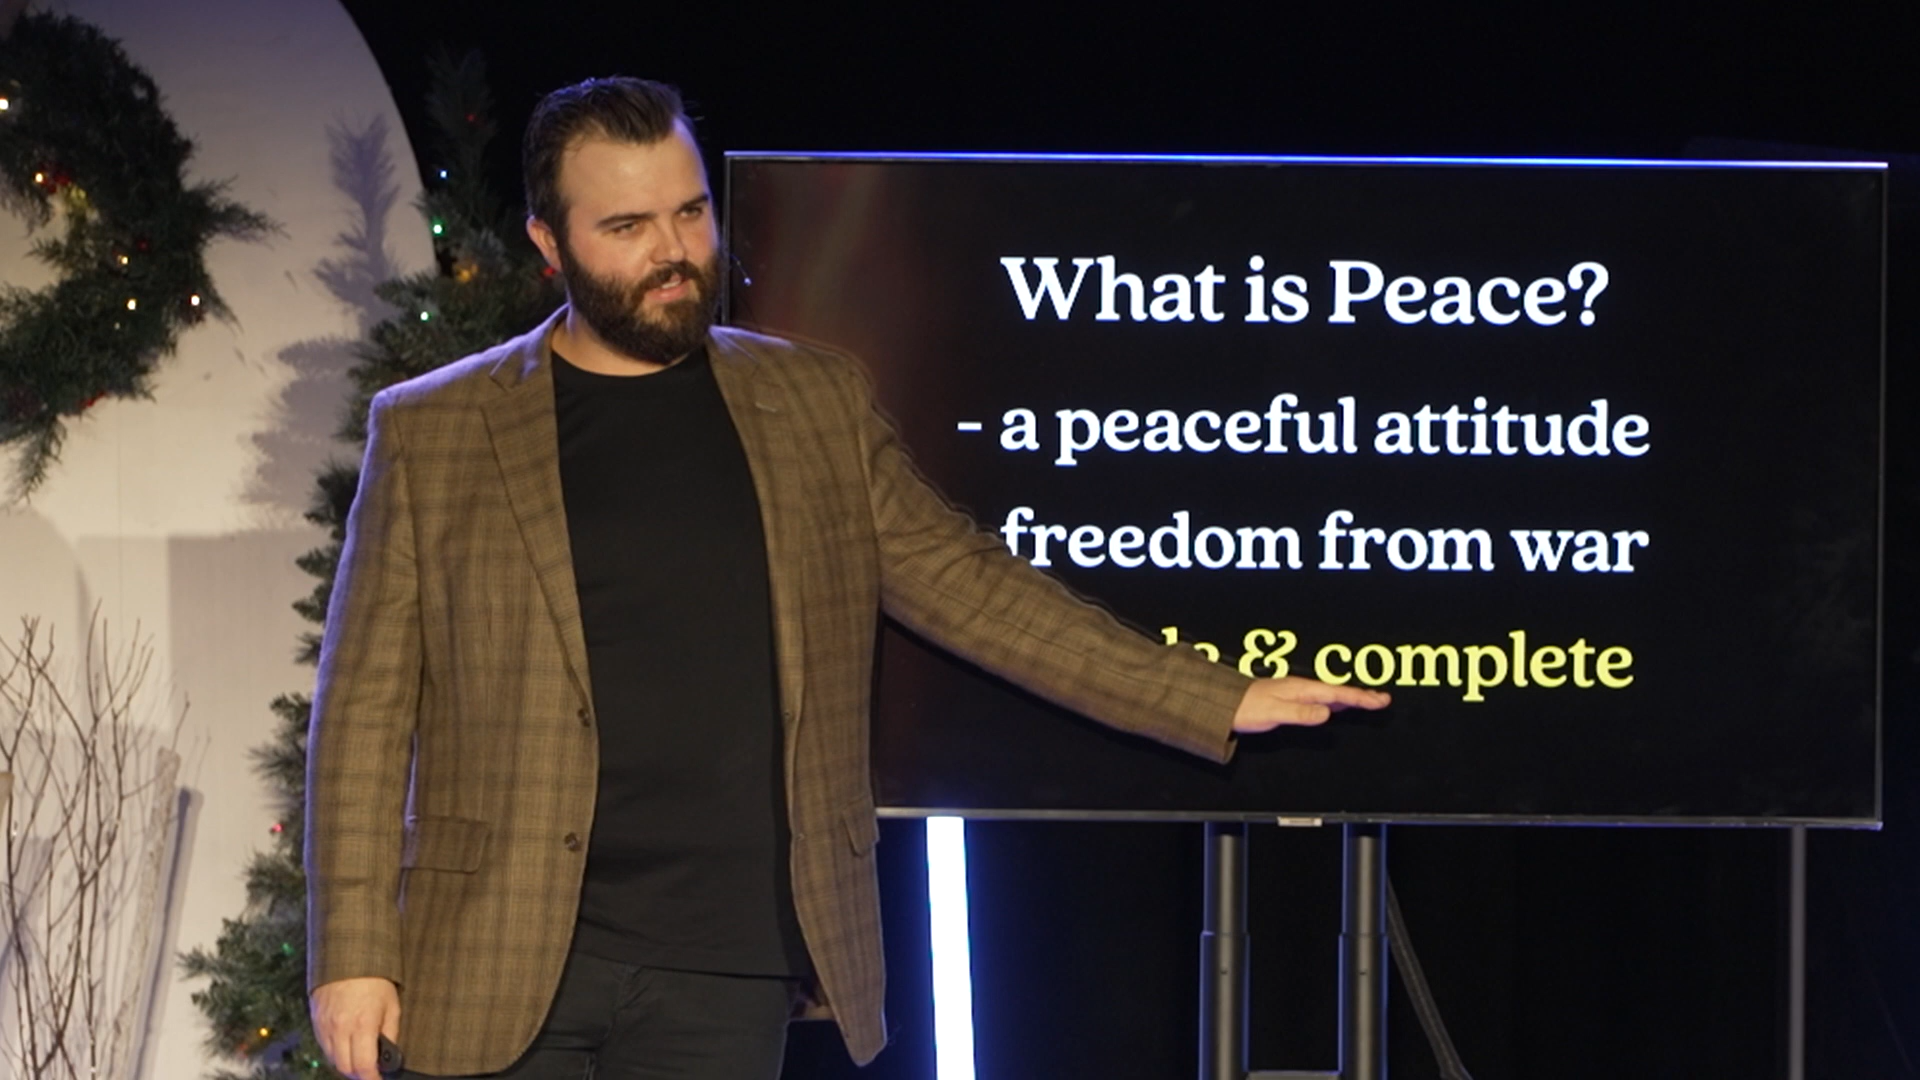 What is Peace?
- a peaceful attitude
freedom from war
& complete